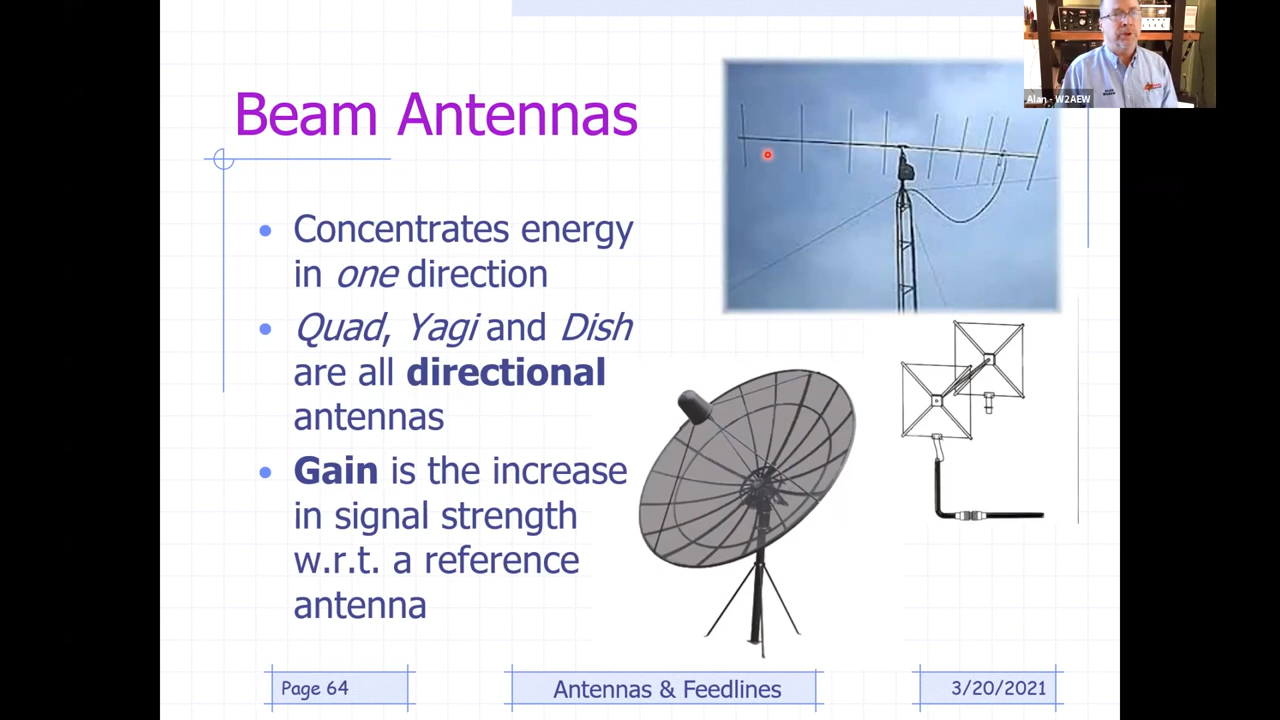 Alan - W2AEW
Beam Antennas
• Concentrates energy
in one direction
• Quad, Yagi and Dish
are all directional
antennas
• Gain is the increase
in signal strength
w.r.t. a reference
antenna
Page 64
Antennas & Feedlines
3/20/2021